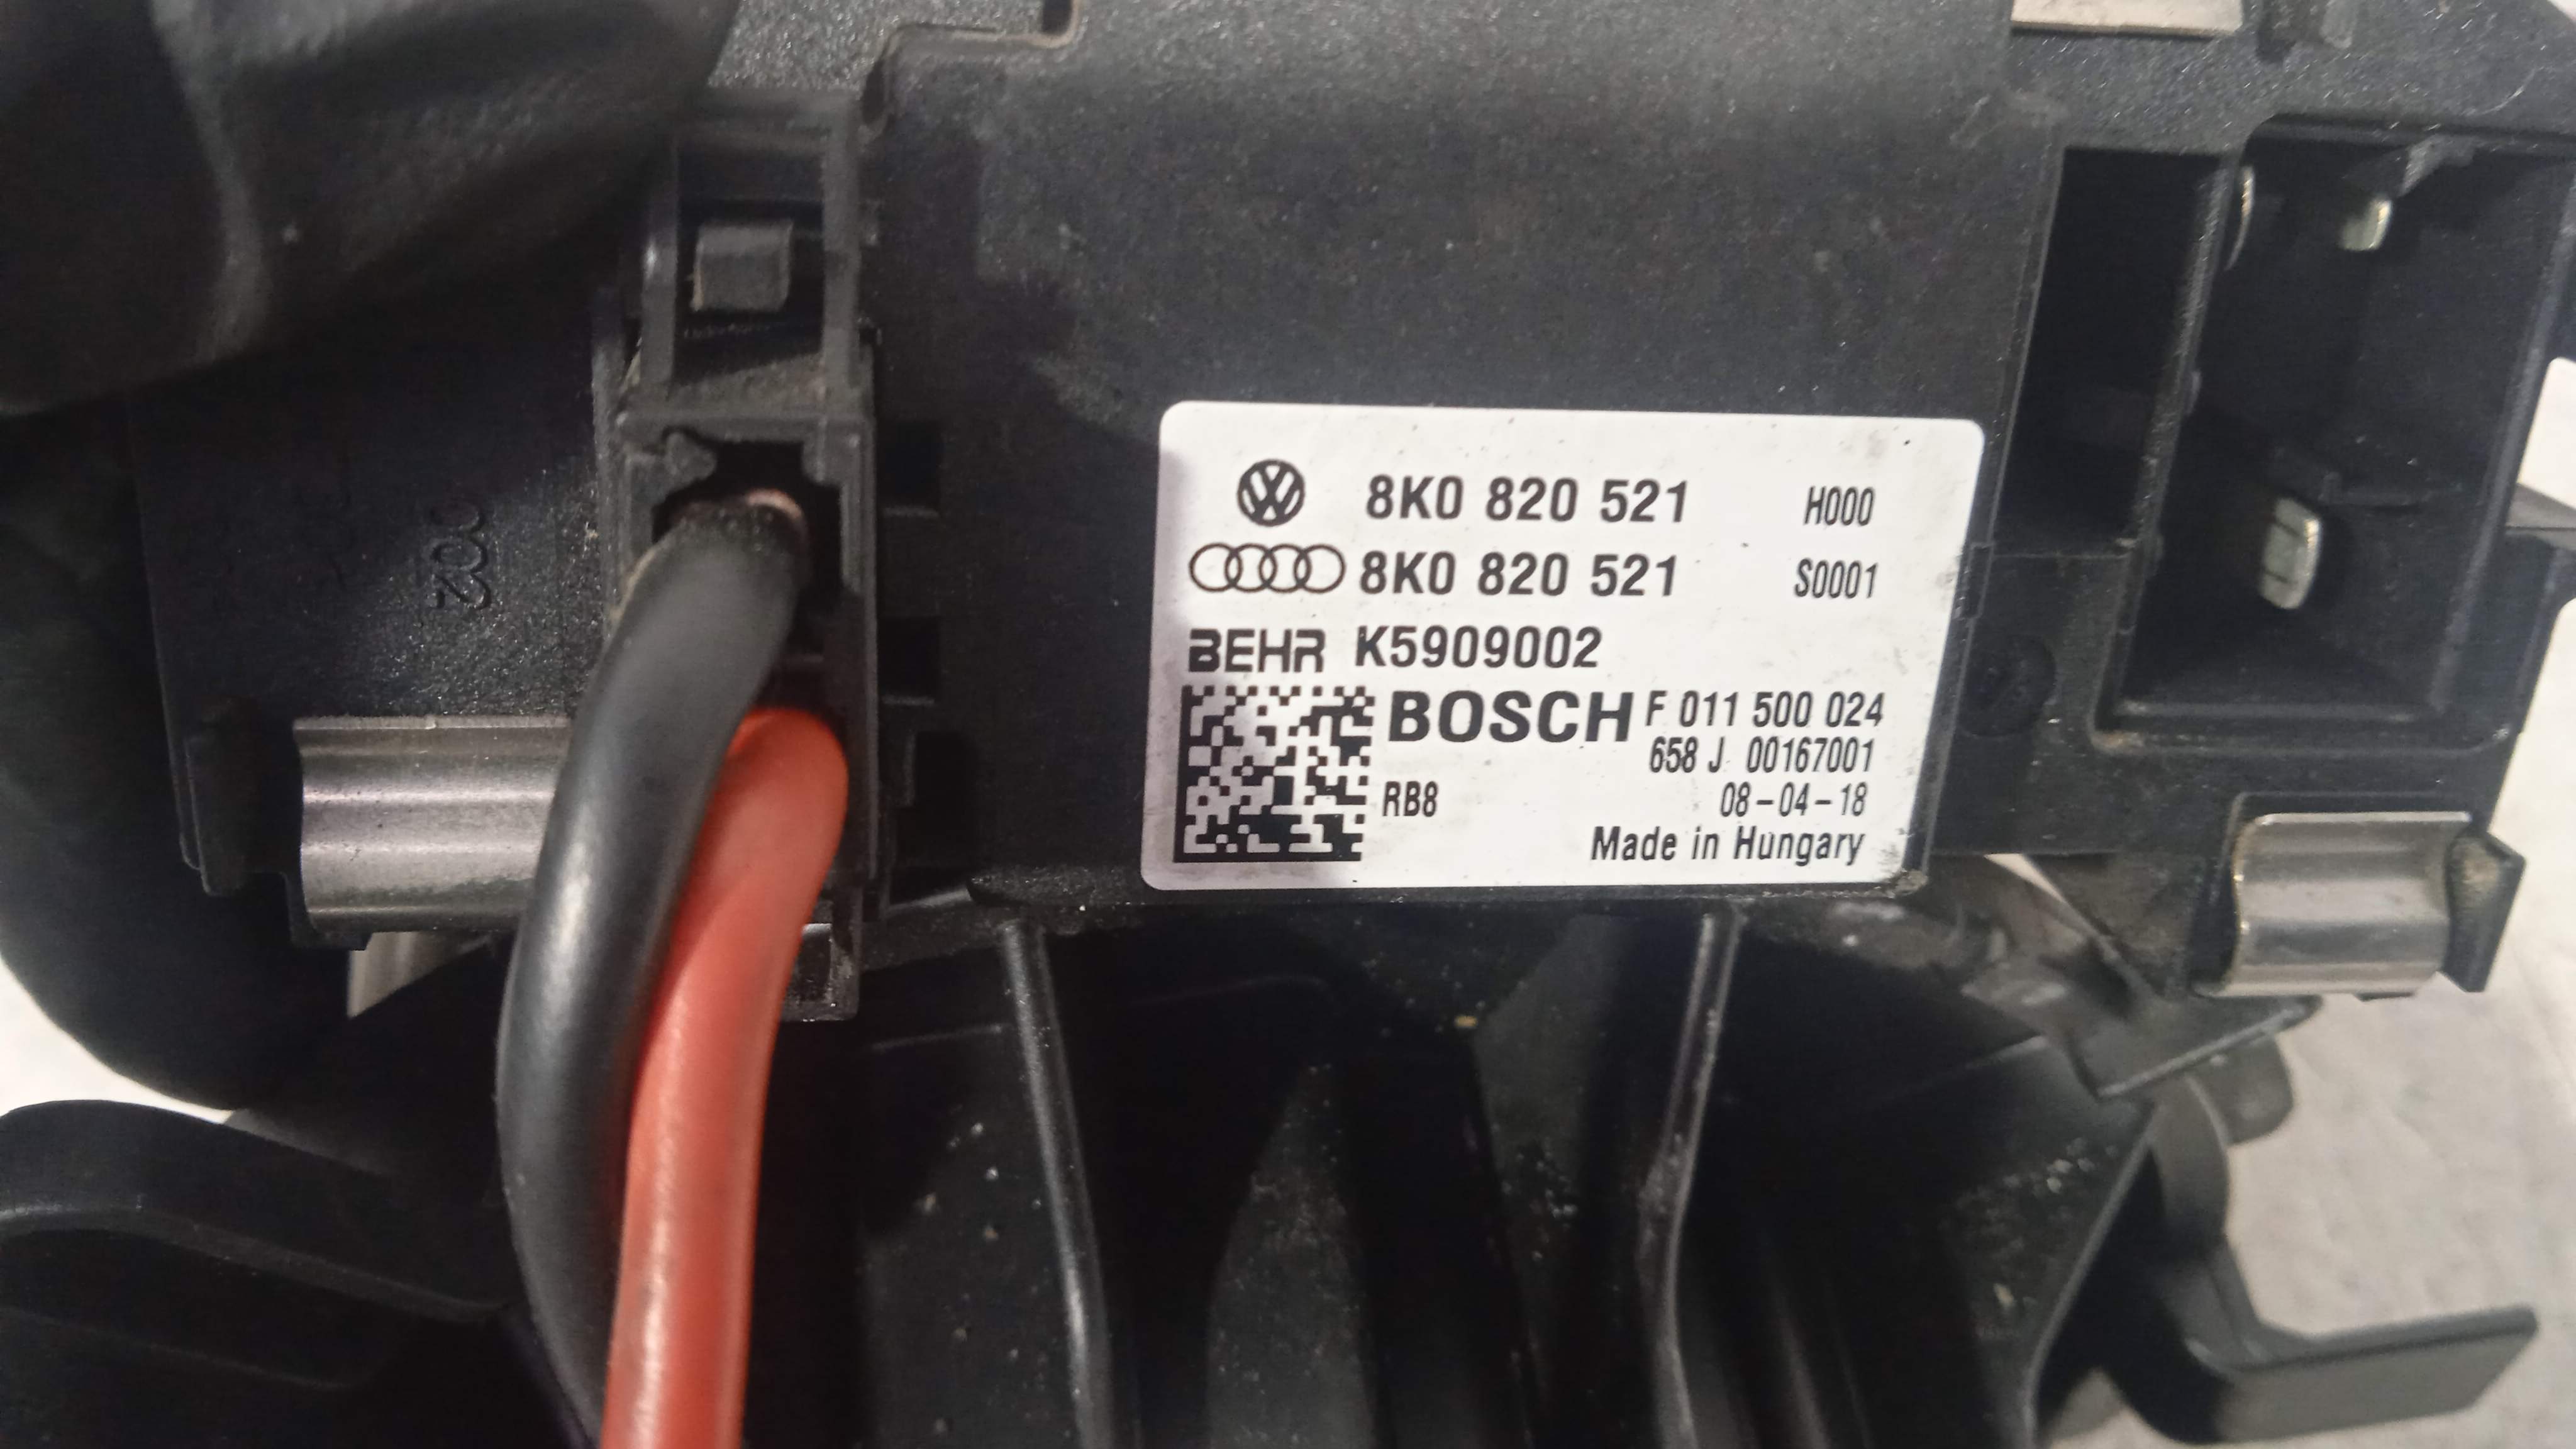 8K0 820 521 H000
8K0 820 521 S0001
BEHR K5909002
BOSCH F 011 500 024
658 J 00167001
RB8 08-04-18
Made in Hungary
002